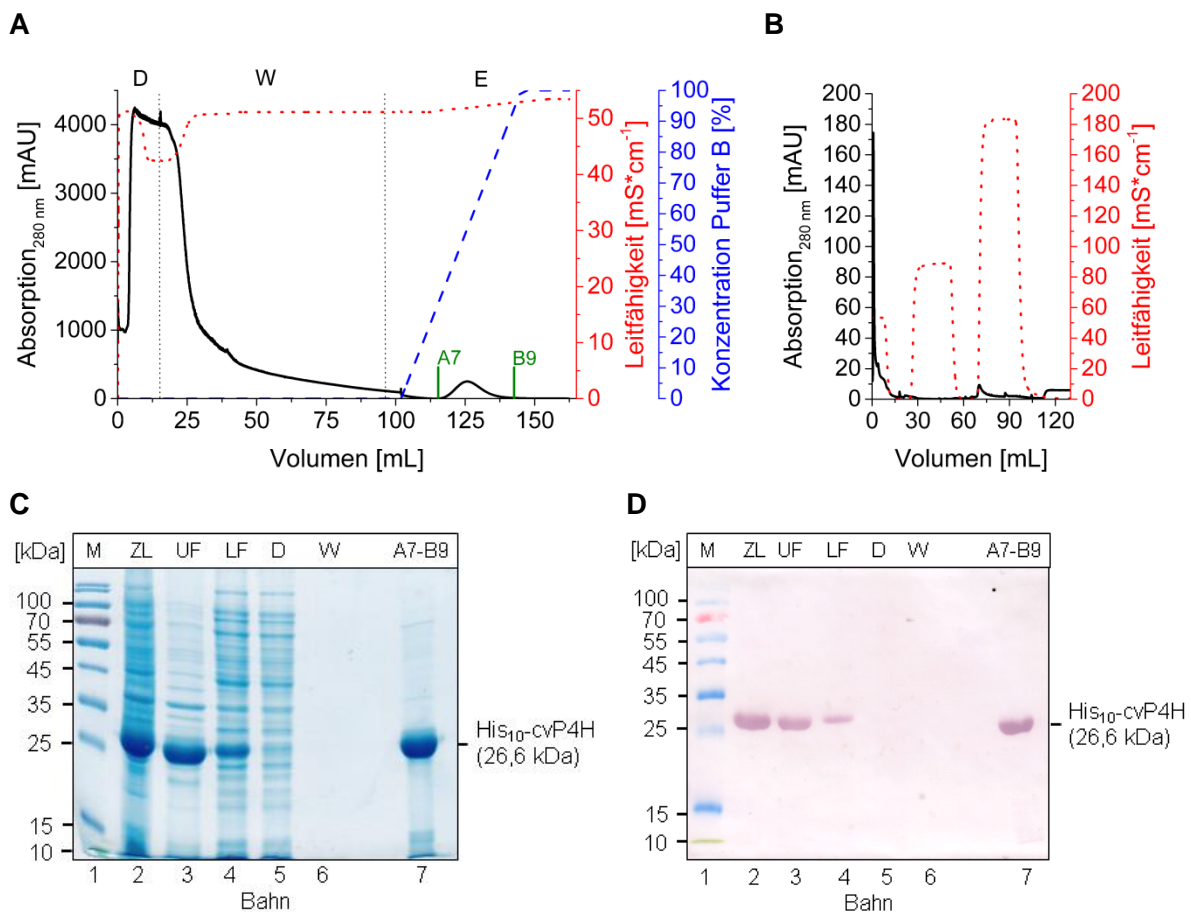 A
D W E
Absorption280 nm [mAU]
4000
3000
2000
1000
0
0 25 50 75 100 125 150
Volumen [mL]
A7 B9
50
40
30
20
10
0
Leitfähigkeit [mS*cm-1]
100
90
80
70
60
50
40
30
20
10
0
Konzentration Puffer B [%]
B
Absorption280 nm [mAU]
200
180
160
140
120
100
80
60
40
20
0
0 30 60 90 120
Volumen [mL]
200
180
160
140
120
100
80
60
40
20
0
Leitfähigkeit [mS*cm-1]
C
[kDa] M ZL UF LF D W A7-B9
100
70
55
45
35
25
15
10
His10-cvP4H
(26,6 kDa)
1 2 3 4 5 6 7
Bahn
D
[kDa] M ZL UF LF D W A7-B9
100
70
55
45
35
25
15
10
His10-cvP4H
(26,6 kDa)
1 2 3 4 5 6 7
Bahn